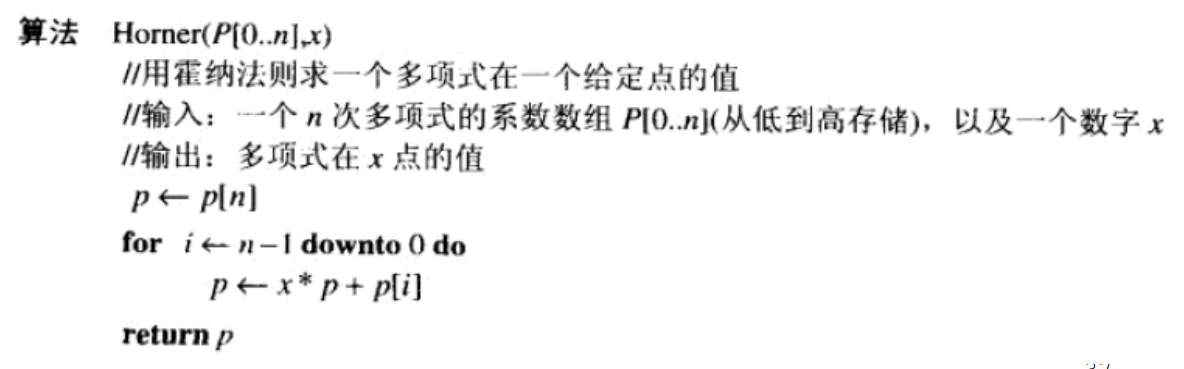 算法 Horner(P[0..n],x)
//用霍纳法则求一个多项式在一个给定点的值
//输入：一个 n 次多项式的系数数组 P[0..n](从低到高存储)，以及一个数字 x
//输出：多项式在 x 点的值
p ← p[n]
for i ← n-1 downto 0 do
p ← x * p + p[i]
return p